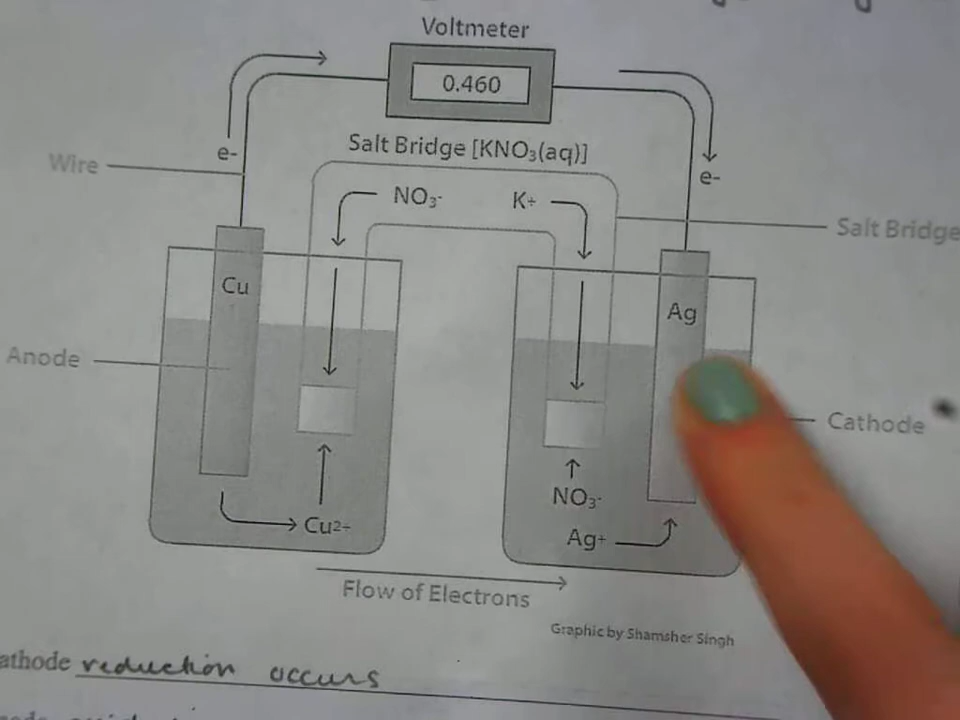 Voltmeter
0.460
Salt Bridge [KNO₃(aq)]
Wire
e-
NO₃-
K+
e-
Salt Bridge
Cu
Ag
Anode
Cathode
NO₃-
Cu²⁺
Ag+
Flow of Electrons
Graphic by Shamsher Singh
reduction occurs